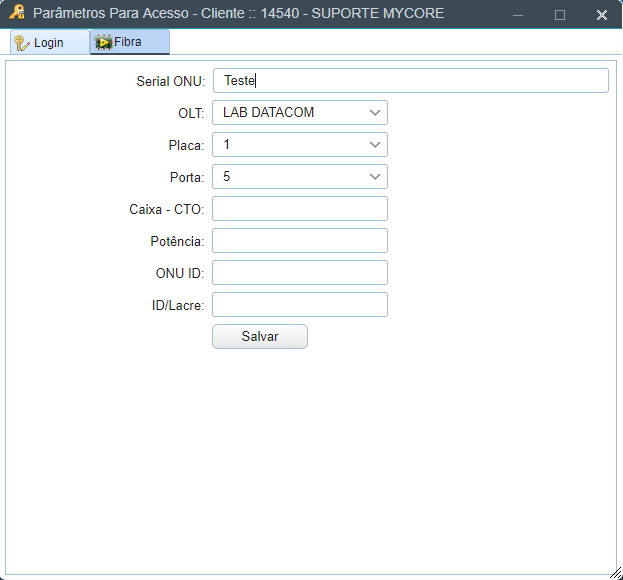 Parâmetros Para Acesso - Cliente :: 14540 - SUPORTE MYCORE
Login Fibra
Serial ONU: Teste
OLT: LAB DATACOM
Placa: 1
Porta: 5
Caixa - CTO:
Potência:
ONU ID:
ID/Lacre:
Salvar